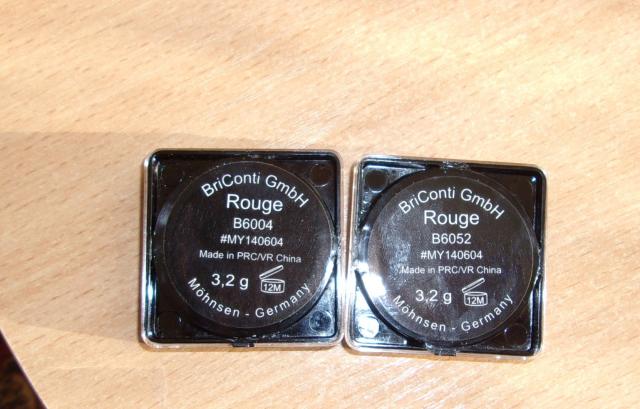 BriConti GmbH
Rouge
B6004
#MY140604
Made in PRC/VR China
3,2 g
12M
Möhnsen - Germany
BriConti GmbH
Rouge
B6052
#MY140604
Made in PRC/VR China
3,2 g
12M
Möhnsen - Germany